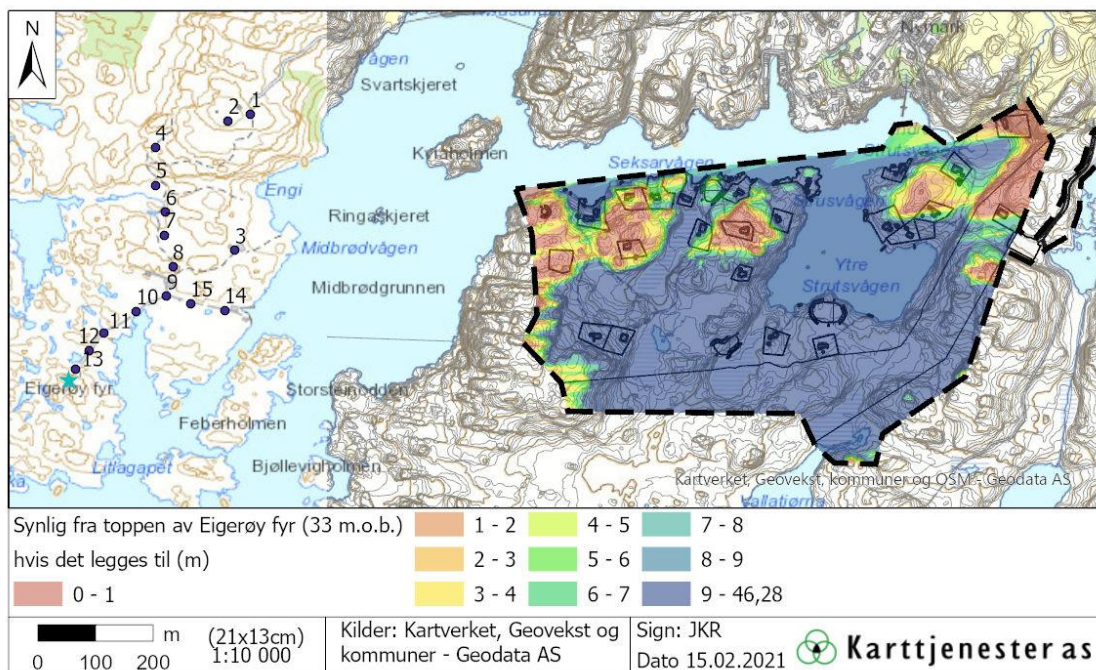 N
Svartskjeret
Nymark
1
2
4
Kviaholmen
Seksarvågen
Strutsvågen
5
Engi
6
Ringaskjeret
Strusvågen
7
Midbrødvågen
3
8
Ytre
Strutsvågen
9
Midbrødgrunnen
10
15
14
11
12
13
Eigerøy fyr
Storsteinodden
Feberholmen
Lillagapet
Bjøllevigholmen
Kartverket, Geovekst, kommuner og OSM - Geodata AS
Vallatjørna
Synlig fra toppen av Eigerøy fyr (33 m.o.b.)
hvis det legges til (m)
0 - 1
1 - 2
2 - 3
3 - 4
4 - 5
5 - 6
6 - 7
7 - 8
8 - 9
9 - 46,28
0 100 200
m
(21x13cm)
1:10 000
Kilder: Kartverket, Geovekst og
kommuner - Geodata AS
Sign: JKR
Dato 15.02.2021
Karttjenester as